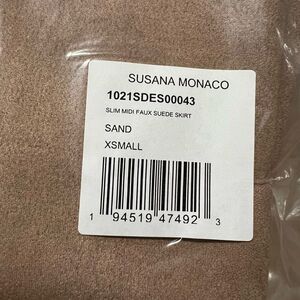 SUSANA MONACO
1021SDES00043
SLIM MIDI FAUX SUEDE SKIRT
SAND
XSMALL
1 94519 47492 3